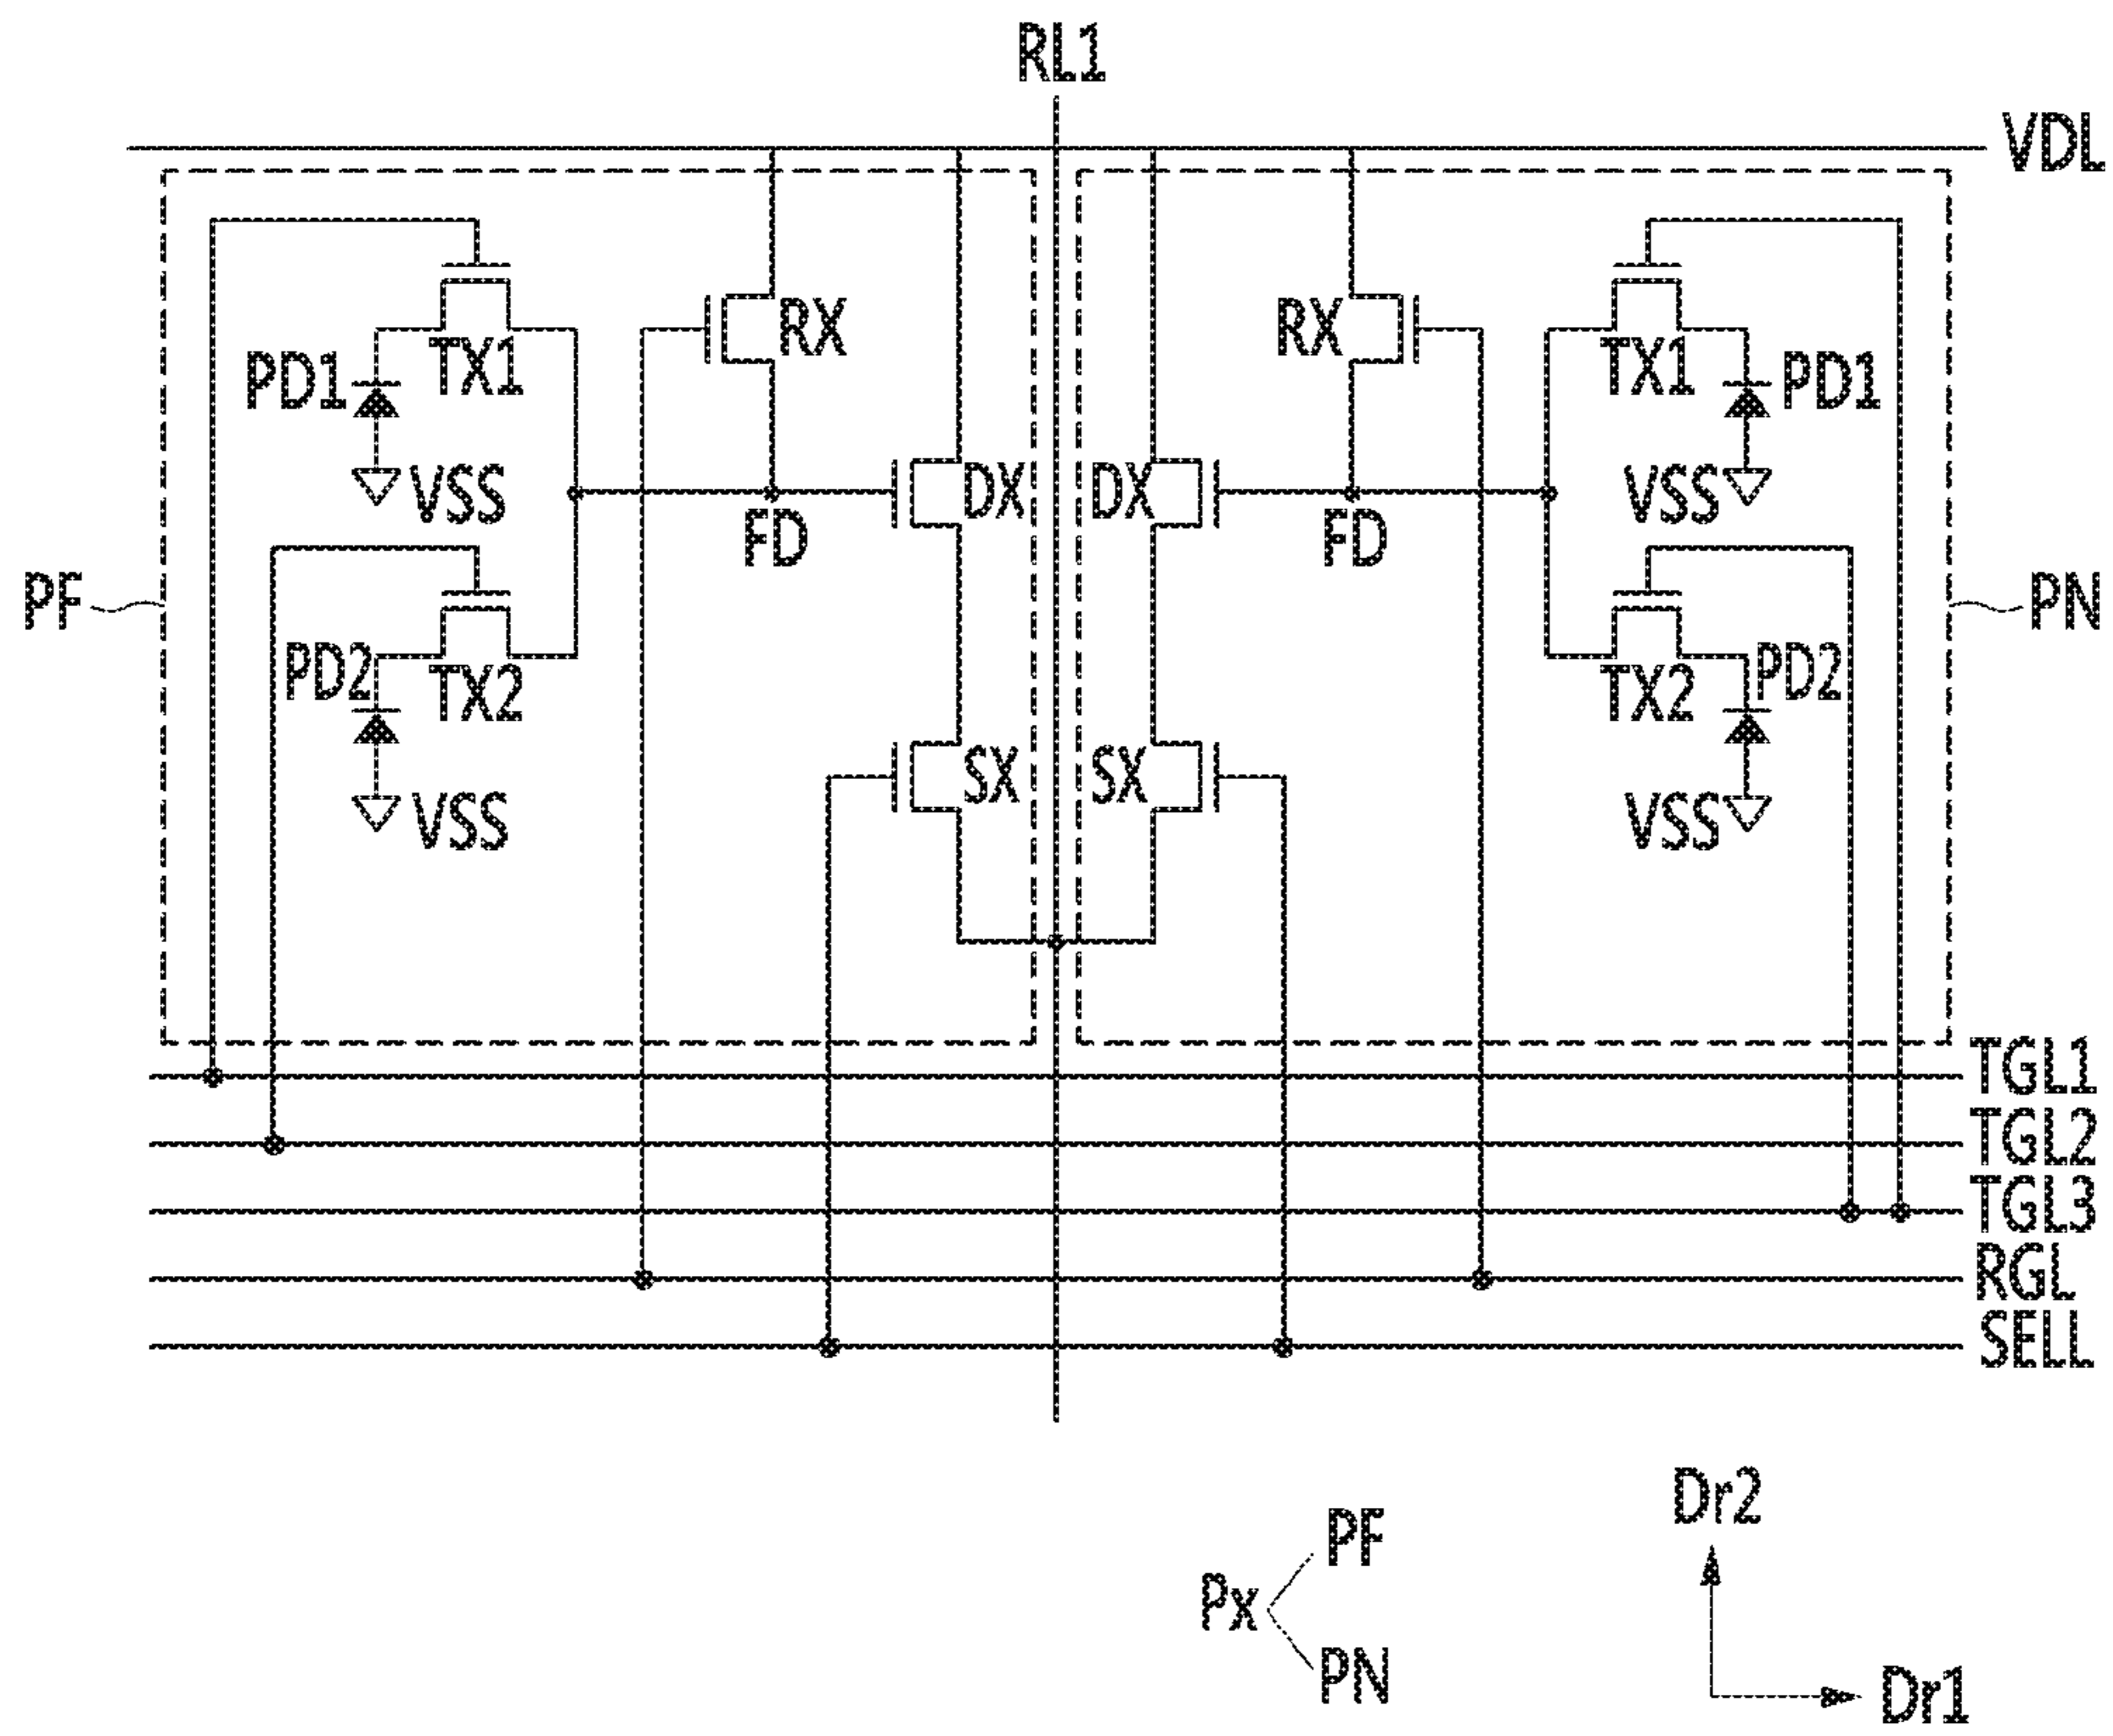 RL1
VDL
RX RX
PD1 TX1 TX1 PD1
VSS DX DX VSS
FD FD
PF PN
PD2 TX2 TX2 PD2
SX SX
VSS VSS
TGL1
TGL2
TGL3
RGL
SELL
Dr2
PF
Px
PN
Dr1